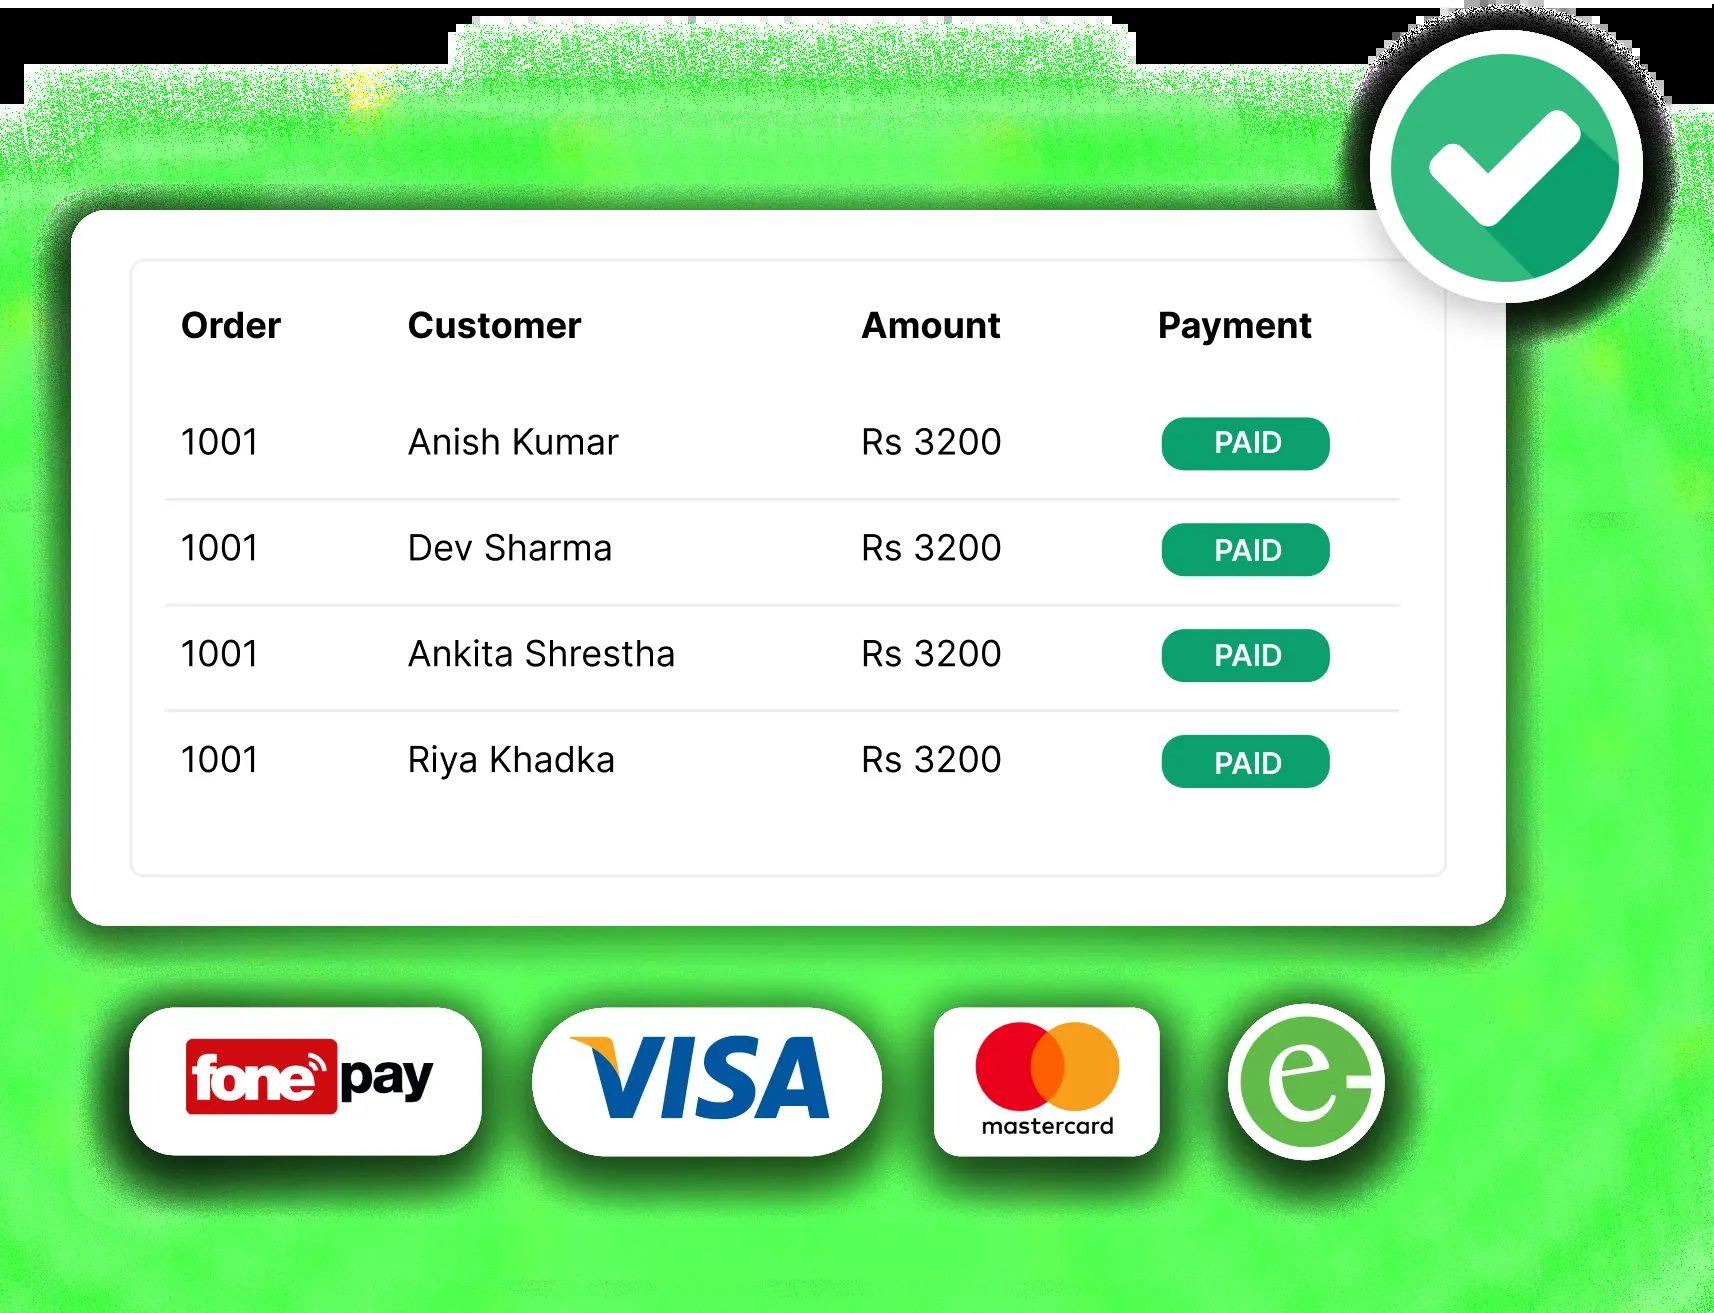 Order Customer Amount Payment
1001 Anish Kumar Rs 3200 PAID
1001 Dev Sharma Rs 3200 PAID
1001 Ankita Shrestha Rs 3200 PAID
1001 Riya Khadka Rs 3200 PAID
fonepay VISA mastercard e